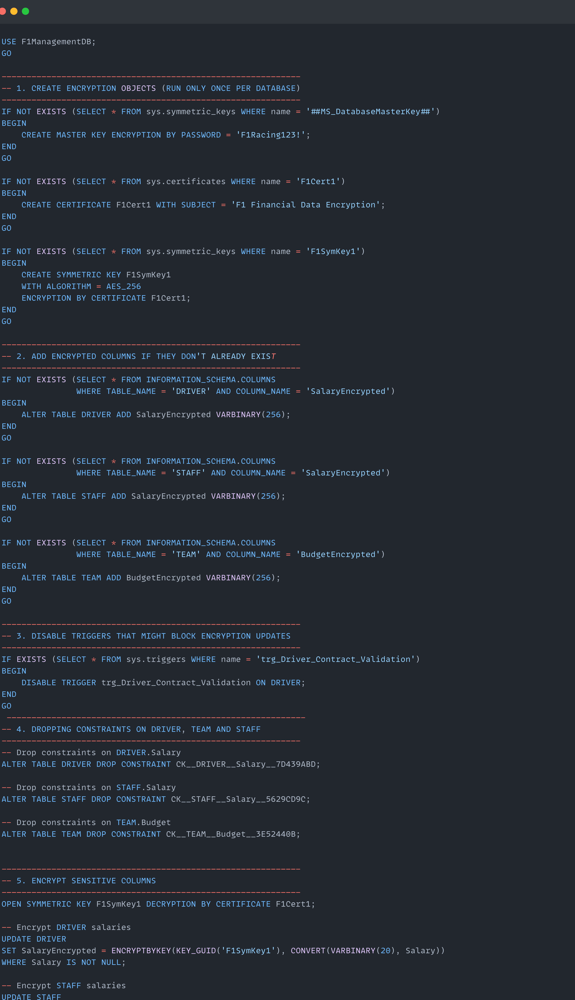 USE F1ManagementDB;
GO
------------------------------------------------------------
-- 1. CREATE ENCRYPTION OBJECTS (RUN ONLY ONCE PER DATABASE)
------------------------------------------------------------
IF NOT EXISTS (SELECT * FROM sys.symmetric_keys WHERE name = '##MS_DatabaseMasterKey##')
BEGIN
    CREATE MASTER KEY ENCRYPTION BY PASSWORD = 'F1Racing123!';
END
GO
IF NOT EXISTS (SELECT * FROM sys.certificates WHERE name = 'F1Cert1')
BEGIN
    CREATE CERTIFICATE F1Cert1 WITH SUBJECT = 'F1 Financial Data Encryption';
END
GO
IF NOT EXISTS (SELECT * FROM sys.symmetric_keys WHERE name = 'F1SymKey1')
BEGIN
    CREATE SYMMETRIC KEY F1SymKey1
    WITH ALGORITHM = AES_256
    ENCRYPTION BY CERTIFICATE F1Cert1;
END
GO
------------------------------------------------------------
-- 2. ADD ENCRYPTED COLUMNS IF THEY DON'T ALREADY EXIST
------------------------------------------------------------
IF NOT EXISTS (SELECT * FROM INFORMATION_SCHEMA.COLUMNS
               WHERE TABLE_NAME = 'DRIVER' AND COLUMN_NAME = 'SalaryEncrypted')
BEGIN
    ALTER TABLE DRIVER ADD SalaryEncrypted VARBINARY(256);
END
GO
IF NOT EXISTS (SELECT * FROM INFORMATION_SCHEMA.COLUMNS
               WHERE TABLE_NAME = 'STAFF' AND COLUMN_NAME = 'SalaryEncrypted')
BEGIN
    ALTER TABLE STAFF ADD SalaryEncrypted VARBINARY(256);
END
GO
IF NOT EXISTS (SELECT * FROM INFORMATION_SCHEMA.COLUMNS
               WHERE TABLE_NAME = 'TEAM' AND COLUMN_NAME = 'BudgetEncrypted')
BEGIN
    ALTER TABLE TEAM ADD BudgetEncrypted VARBINARY(256);
END
GO
------------------------------------------------------------
-- 3. DISABLE TRIGGERS THAT MIGHT BLOCK ENCRYPTION UPDATES
------------------------------------------------------------
IF EXISTS (SELECT * FROM sys.triggers WHERE name = 'trg_Driver_Contract_Validation')
BEGIN
    DISABLE TRIGGER trg_Driver_Contract_Validation ON DRIVER;
END
GO
 ------------------------------------------------------------
-- 4. DROPPING CONSTRAINTS ON DRIVER, TEAM AND STAFF
------------------------------------------------------------
-- Drop constraints on DRIVER.Salary
ALTER TABLE DRIVER DROP CONSTRAINT CK__DRIVER__Salary__7D439ABD;
-- Drop constraints on STAFF.Salary
ALTER TABLE STAFF DROP CONSTRAINT CK__STAFF__Salary__5629CD9C;
-- Drop constraints on TEAM.Budget
ALTER TABLE TEAM DROP CONSTRAINT CK__TEAM__Budget__3E52440B;
------------------------------------------------------------
-- 5. ENCRYPT SENSITIVE COLUMNS
------------------------------------------------------------
OPEN SYMMETRIC KEY F1SymKey1 DECRYPTION BY CERTIFICATE F1Cert1;
-- Encrypt DRIVER salaries
UPDATE DRIVER
SET SalaryEncrypted = ENCRYPTBYKEY(KEY_GUID('F1SymKey1'), CONVERT(VARBINARY(20), Salary))
WHERE Salary IS NOT NULL;
-- Encrypt STAFF salaries
UPDATE STAFF